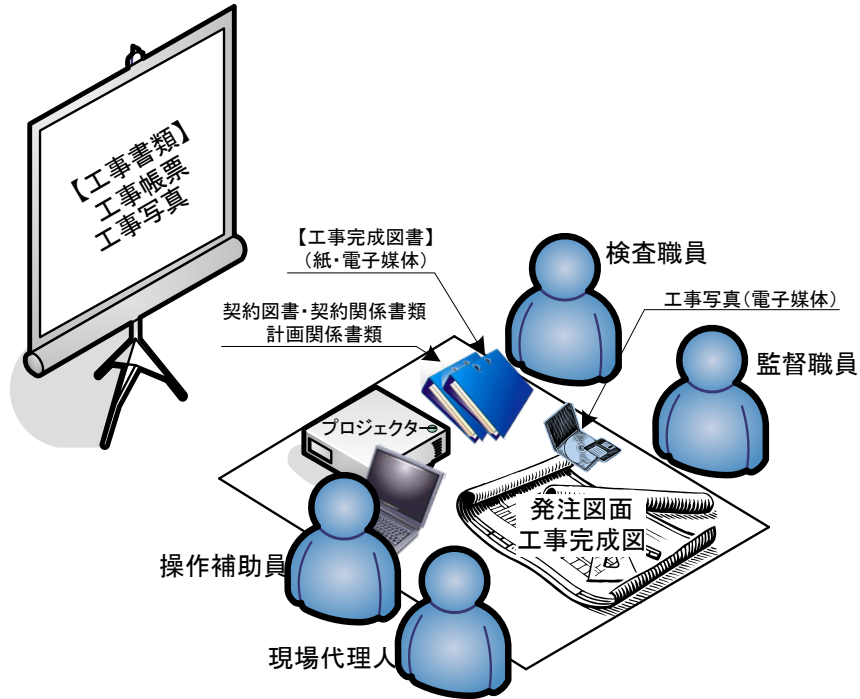 【工事書類】
工事帳票
工事写真
【工事完成図書】
（紙・電子媒体）
契約図書・契約関係書類
計画関係書類
検査職員
工事写真（電子媒体）
監督職員
プロジェクター
発注図面
工事完成図
操作補助員
現場代理人